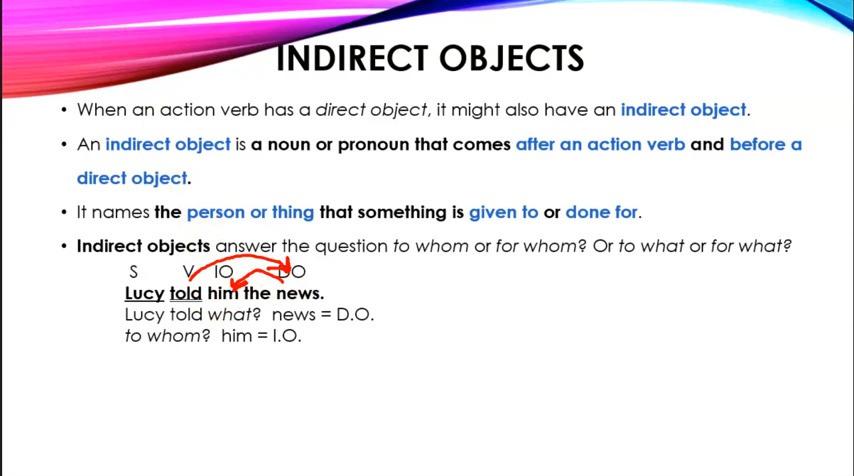 INDIRECT OBJECTS
• When an action verb has a direct object, it might also have an indirect object.
• An indirect object is a noun or pronoun that comes after an action verb and before a
direct object.
• It names the person or thing that something is given to or done for.
• Indirect objects answer the question to whom or for whom? Or to what or for what?
S V IO DO
Lucy told him the news.
Lucy told what? news = D.O.
to whom? him = I.O.